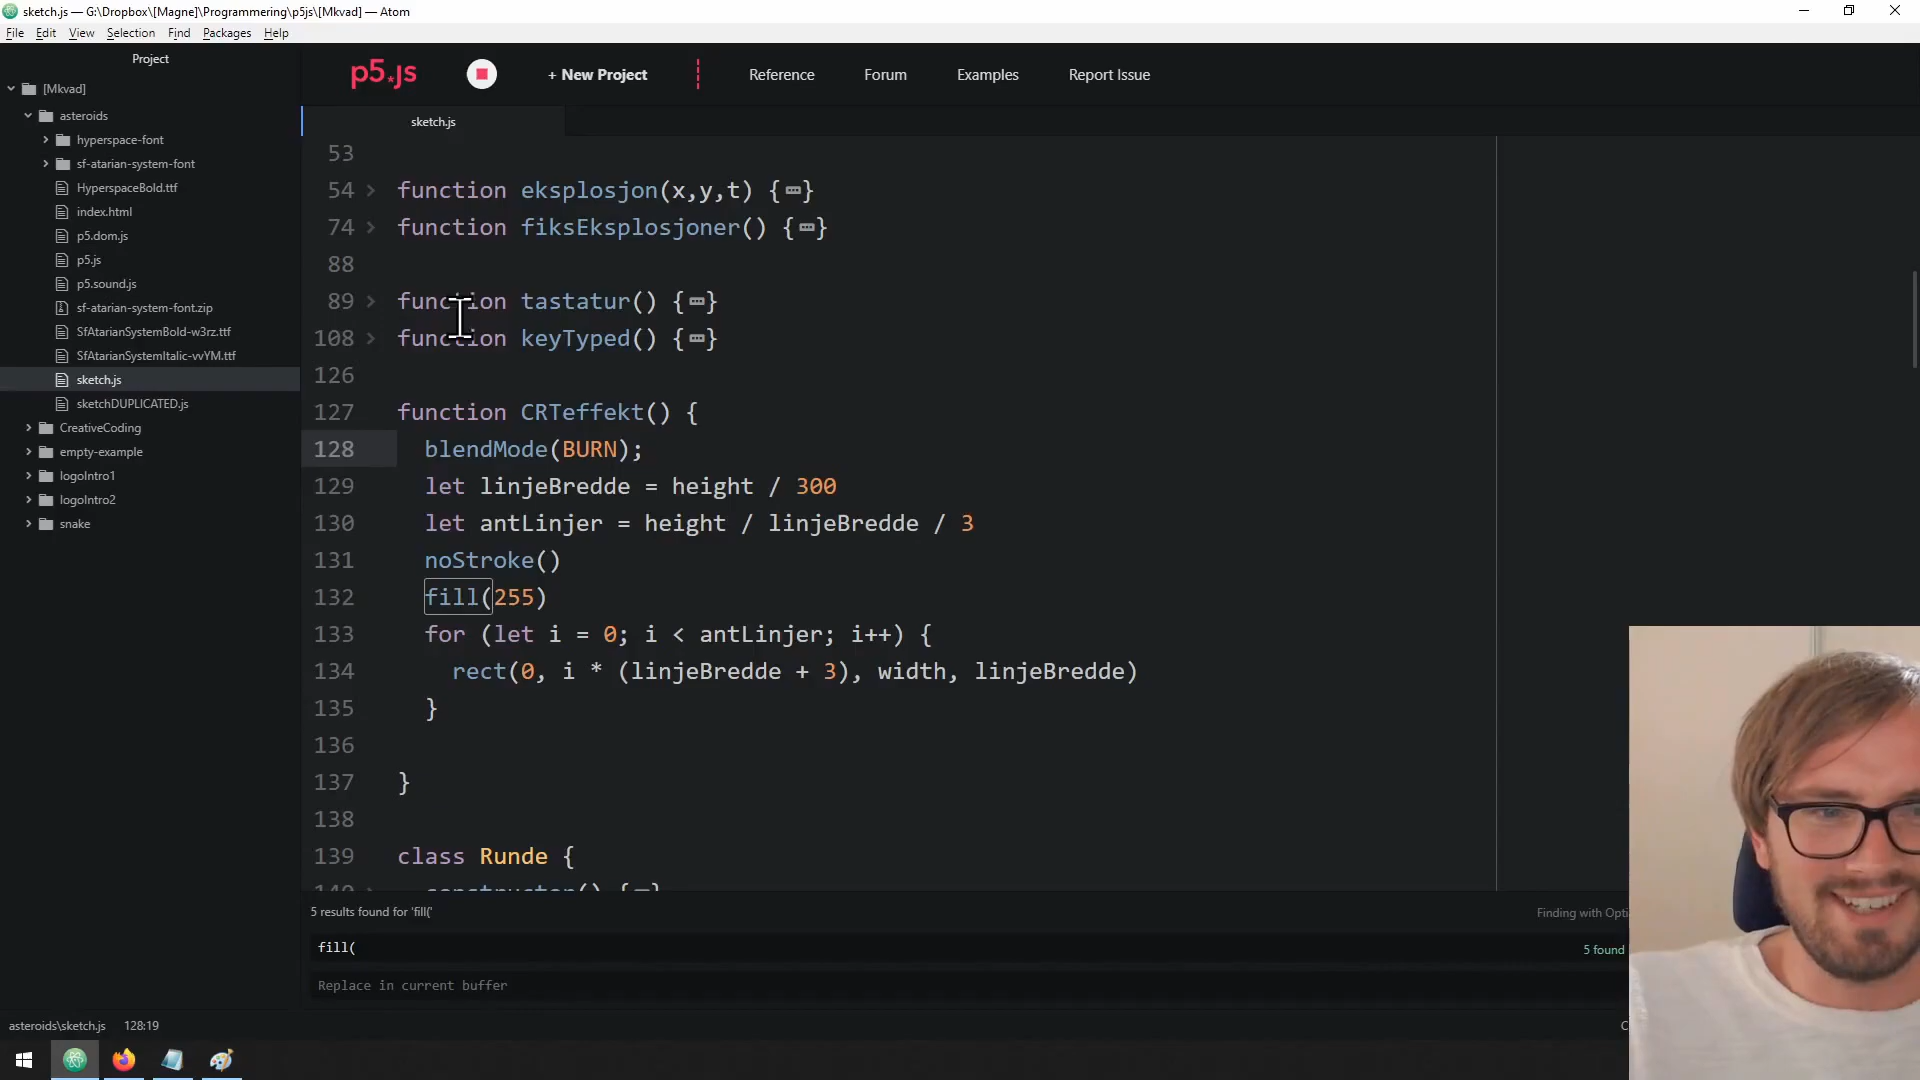 sketch.js — G:\Dropbox\[Magne]\Programmering\p5js\[Mkvad] — Atom
File Edit View Selection Find Packages Help
Project
[Mkvad]
asteroids
hyperspace-font
sf-atarian-system-font
HyperspaceBold.ttf
index.html
p5.dom.js
p5.js
p5.sound.js
sf-atarian-system-font.zip
SfAtarianSystemBold-w3rz.ttf
SfAtarianSystemItalic-vvYM.ttf
sketch.js
sketchDUPLICATED.js
CreativeCoding
empty-example
logoIntro1
logoIntro2
snake
p5*js + New Project Reference Forum Examples Report Issue
sketch.js
53
54 function eksplosjon(x,y,t) {…}
74 function fiksEksplosjoner() {…}
88
89 function tastatur() {…}
108 function keyTyped() {…}
126
127 function CRTeffekt() {
128 blendMode(BURN);
129 let linjeBredde = height / 300
130 let antLinjer = height / linjeBredde / 3
131 noStroke()
132 fill(255)
133 for (let i = 0; i < antLinjer; i++) {
134 rect(0, i * (linjeBredde + 3), width, linjeBredde)
135 }
136
137 }
138
139 class Runde {
140 constructor() {…}
5 results found for 'fill(' Finding with Opti
fill( 5 found
Replace in current buffer
asteroids\sketch.js 128:19